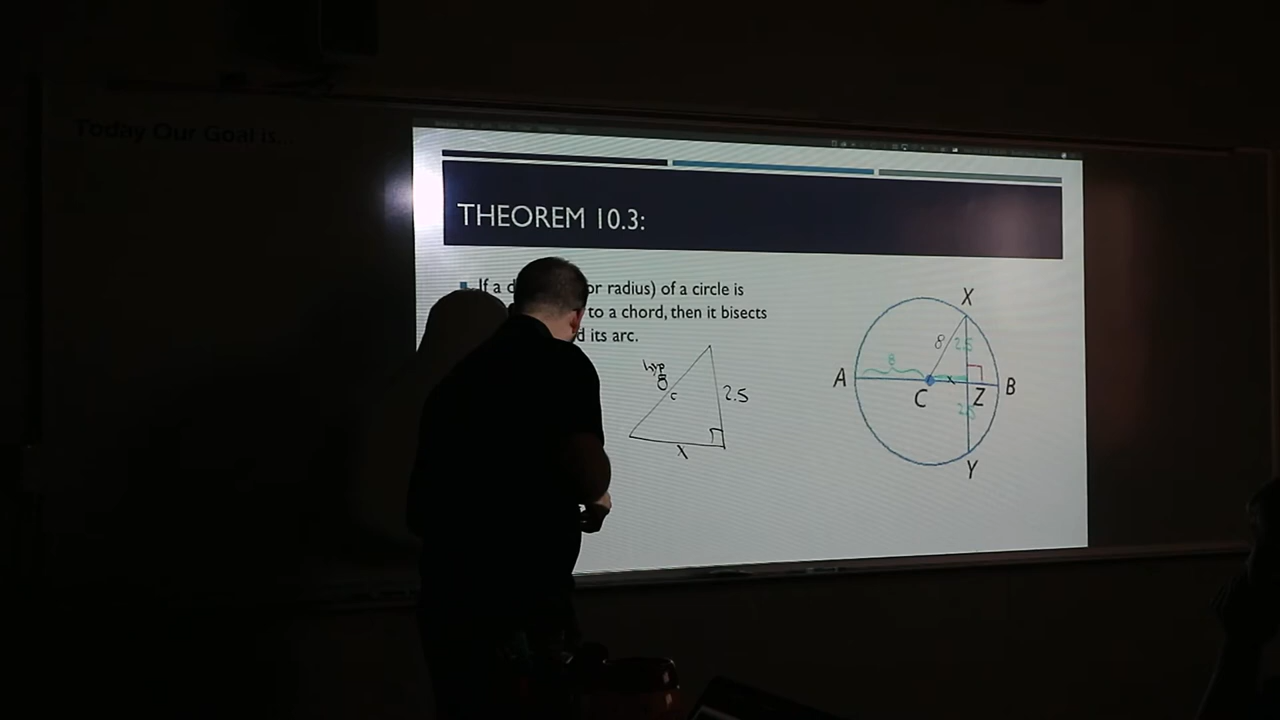 Today Our Goal is...
THEOREM 10.3:
If a d or radius) of a circle is
to a chord, then it bisects
d its arc.
hyp
8
c
2.5
x
X
8
2.5
8
A
x
B
C
Z
2.5
Y